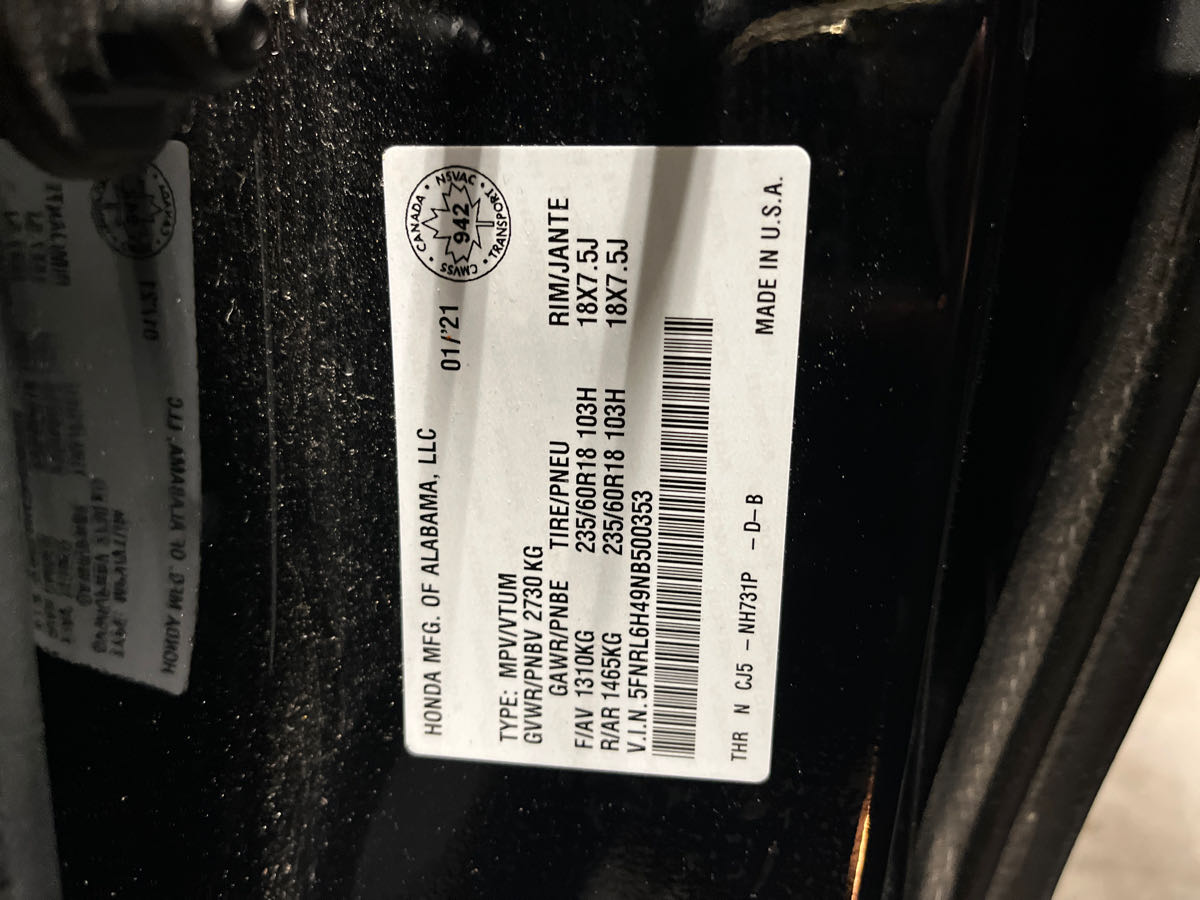 HONDA MFG. OF ALABAMA, LLC
01/'21
CANADA • NSVAC • TRANSPORT • CMVSS •
942
TYPE: MPV/VTUM
GVWR/PNBV 2730 KG
GAWR/PNBE TIRE/PNEU RIM/JANTE
F/AV 1310KG 235/60R18 103H 18X7.5J
R/AR 1465KG 235/60R18 103H 18X7.5J
V.I.N. 5FNRL6H49NB500353
THR N CJ5 -NH731P -D-B
MADE IN U.S.A.